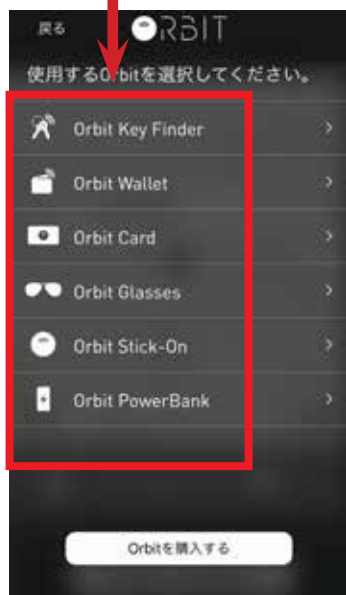 戻る
ORBIT
使用するOrbitを選択してください。
Orbit Key Finder
Orbit Wallet
Orbit Card
Orbit Glasses
Orbit Stick-On
Orbit PowerBank
Orbitを購入する